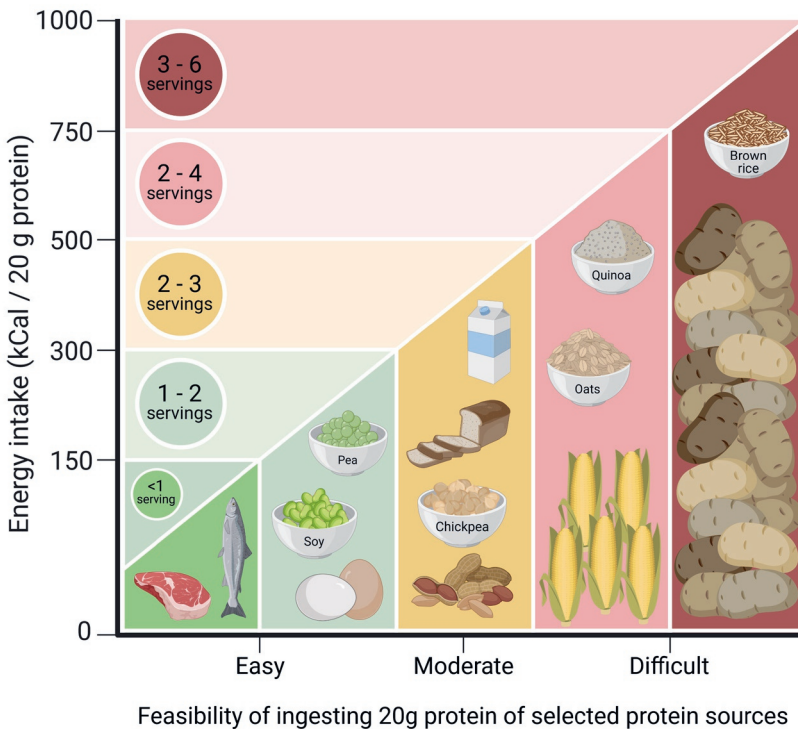 1000
3 - 6
servings
750
2 - 4
servings
500
2 - 3
servings
300
1 - 2
servings
150
<1
serving
0
Energy intake (kCal / 20 g protein)
Brown
rice
Quinoa
Oats
Pea
Soy
Chickpea
Easy
Moderate
Difficult
Feasibility of ingesting 20g protein of selected protein sources